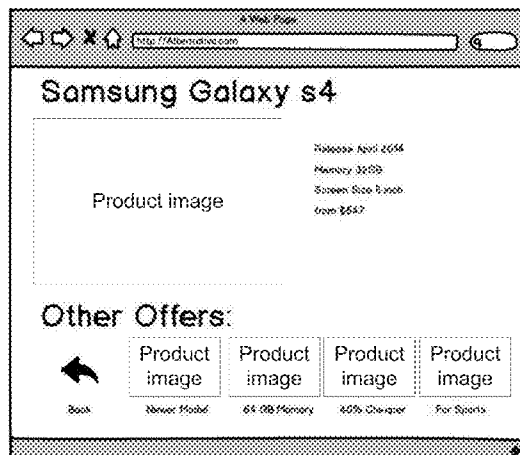 A Web Page
Samsung Galaxy s4
Product image
Release April 2014
Memory 32GB
Screen Size 5 inch
from $547
Other Offers:
Product image
Product image
Product image
Product image
Back
Newer Model
64 GB Memory
40% Cheaper
For Sports